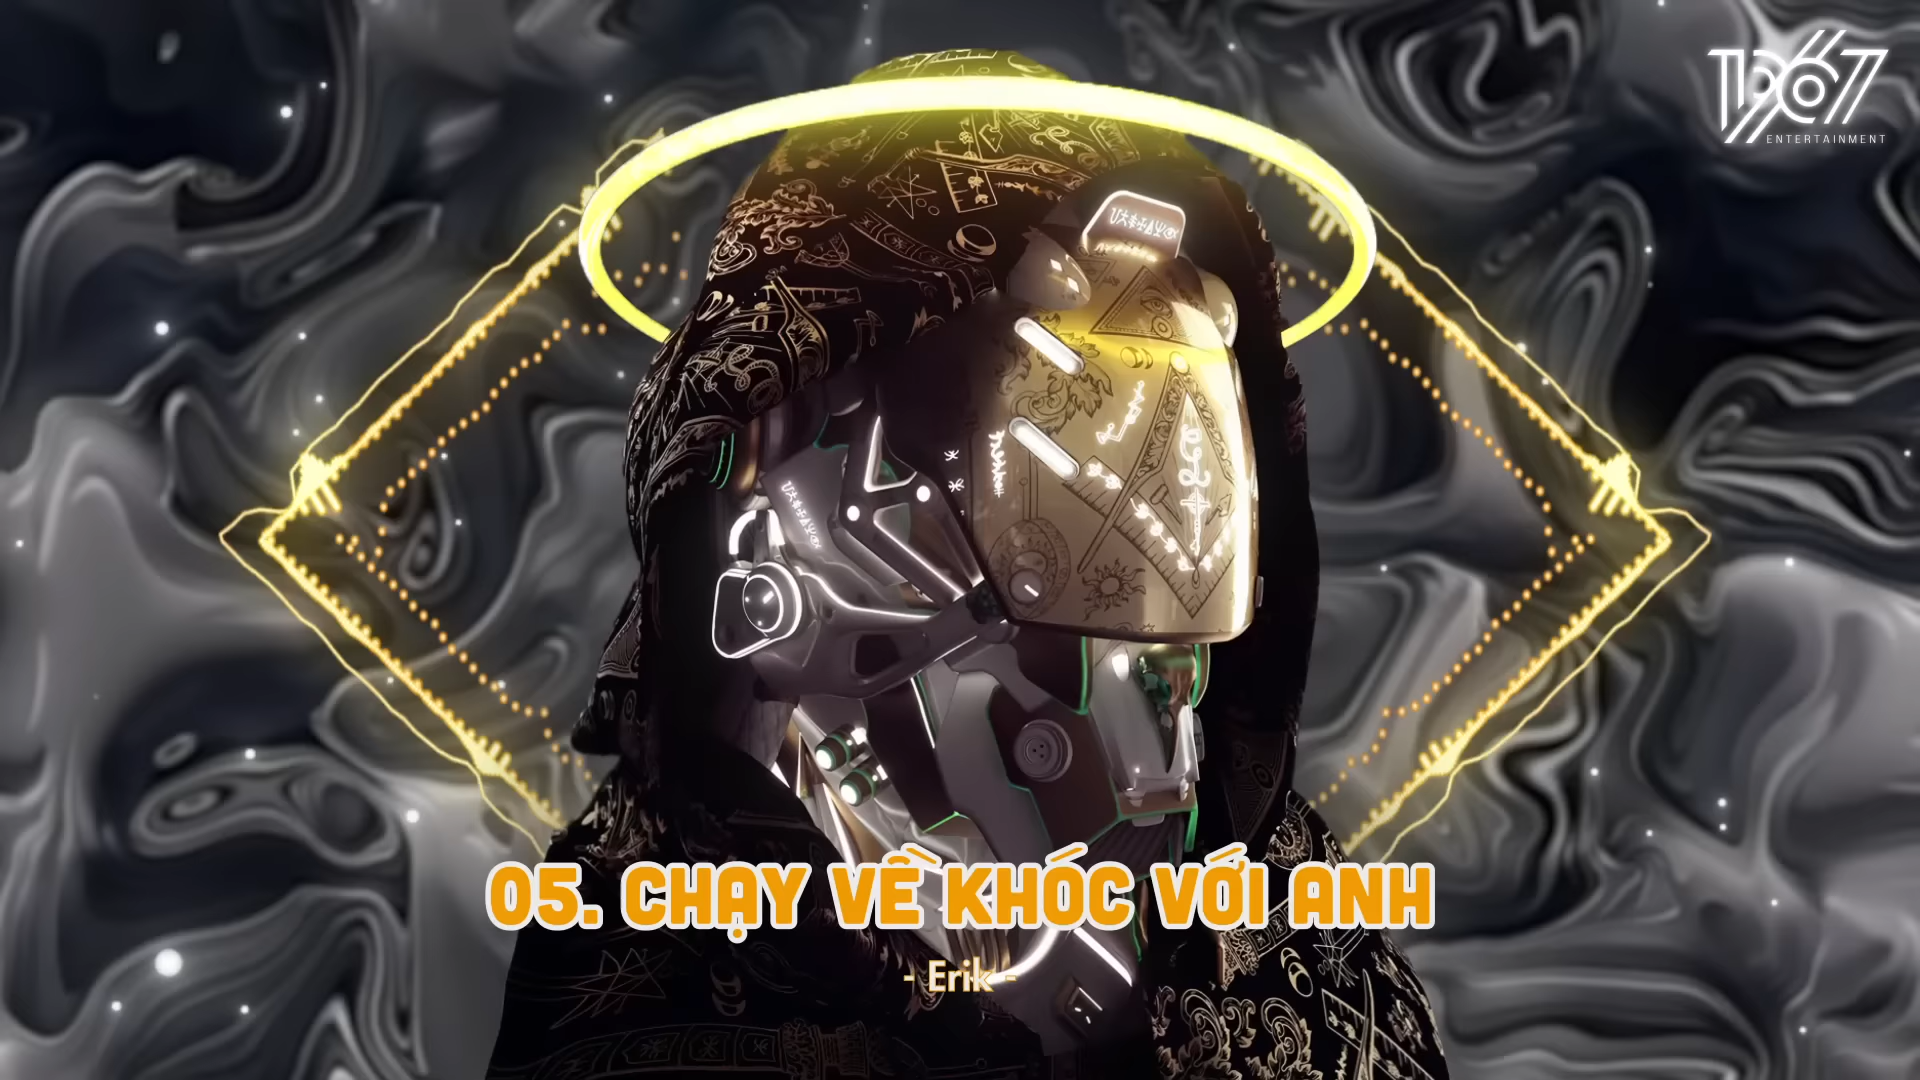 1967
ENTERTAINMENT
05. CHẠY VỀ KHÓC VỚI ANH
- Erik -